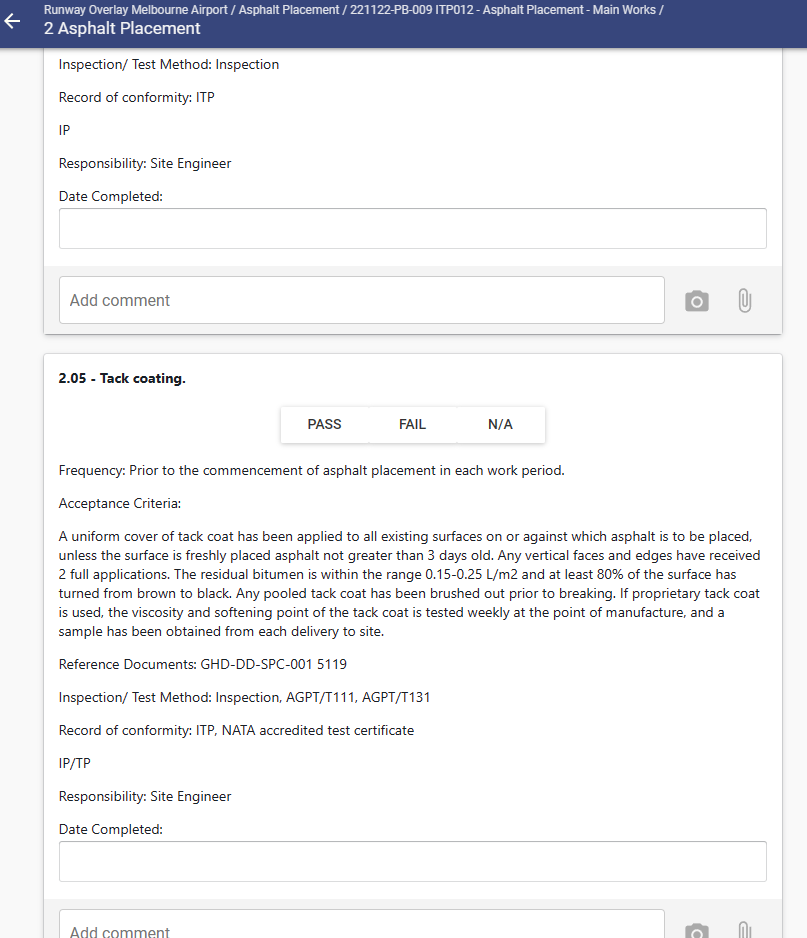 Runway Overlay Melbourne Airport / Asphalt Placement / 221122-PB-009 ITP012 - Asphalt Placement - Main Works /
2 Asphalt Placement
Inspection/ Test Method: Inspection
Record of conformity: ITP
IP
Responsibility: Site Engineer
Date Completed:
Add comment
2.05 - Tack coating.
PASS FAIL N/A
Frequency: Prior to the commencement of asphalt placement in each work period.
Acceptance Criteria:
A uniform cover of tack coat has been applied to all existing surfaces on or against which asphalt is to be placed,
unless the surface is freshly placed asphalt not greater than 3 days old. Any vertical faces and edges have received
2 full applications. The residual bitumen is within the range 0.15-0.25 L/m2 and at least 80% of the surface has
turned from brown to black. Any pooled tack coat has been brushed out prior to breaking. If proprietary tack coat
is used, the viscosity and softening point of the tack coat is tested weekly at the point of manufacture, and a
sample has been obtained from each delivery to site.
Reference Documents: GHD-DD-SPC-001 5119
Inspection/ Test Method: Inspection, AGPT/T111, AGPT/T131
Record of conformity: ITP, NATA accredited test certificate
IP/TP
Responsibility: Site Engineer
Date Completed:
Add comment